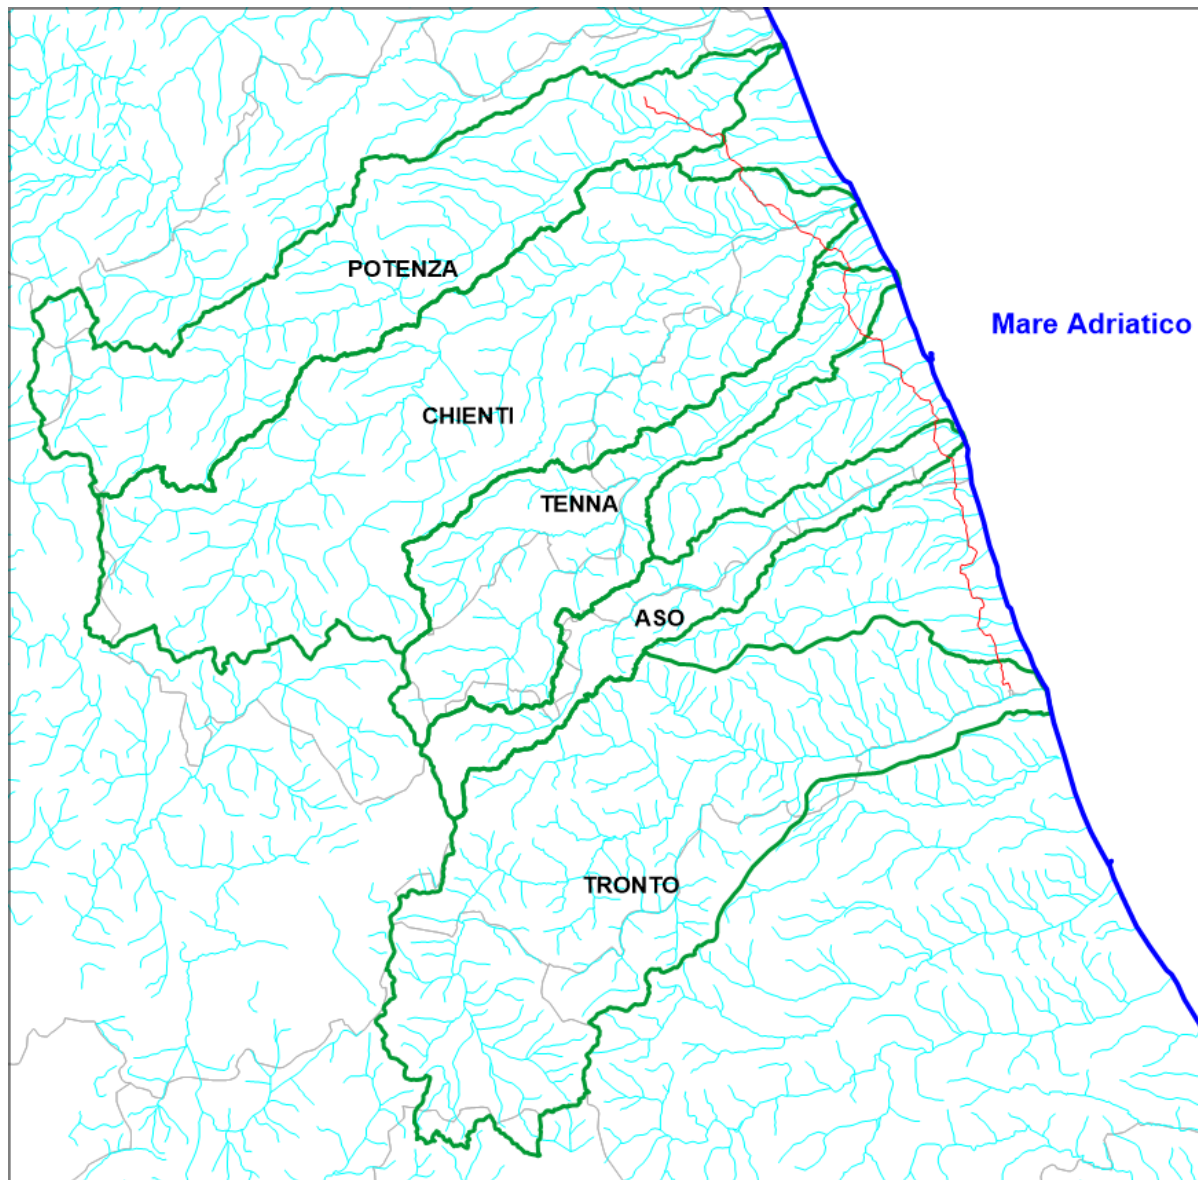 POTENZA
Mare Adriatico
CHIENTI
TENNA
ASO
TRONTO